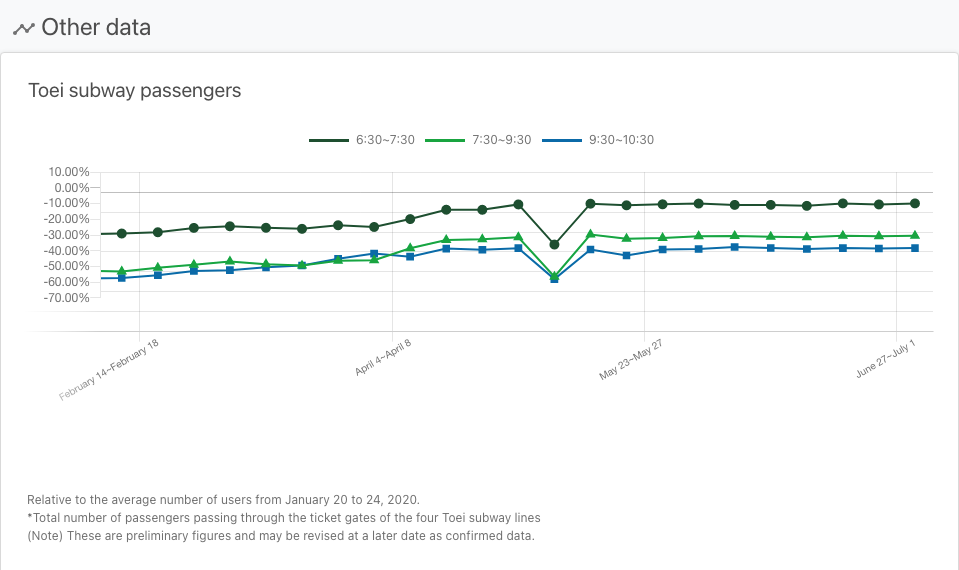 Other data
Toei subway passengers
6:30~7:30 7:30~9:30 9:30~10:30
10.00%
0.00%
-10.00%
-20.00%
-30.00%
-40.00%
-50.00%
-60.00%
-70.00%
February 14~February 18
April 4~April 8
May 23~May 27
June 27~July 1
Relative to the average number of users from January 20 to 24, 2020.
*Total number of passengers passing through the ticket gates of the four Toei subway lines
(Note) These are preliminary figures and may be revised at a later date as confirmed data.